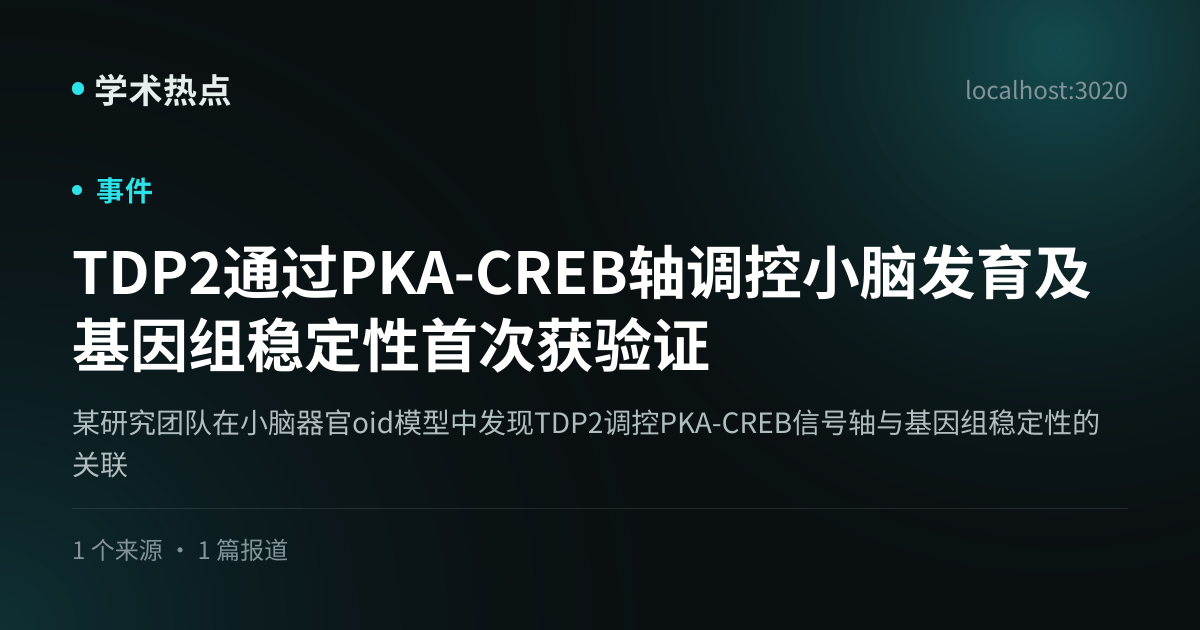 学术热点
localhost:3020
事件
TDP2通过PKA-CREB轴调控小脑发育及
基因组稳定性首次获验证
某研究团队在小脑器官oid模型中发现TDP2调控PKA-CREB信号轴与基因组稳定性的
关联
1 个来源 · 1 篇报道